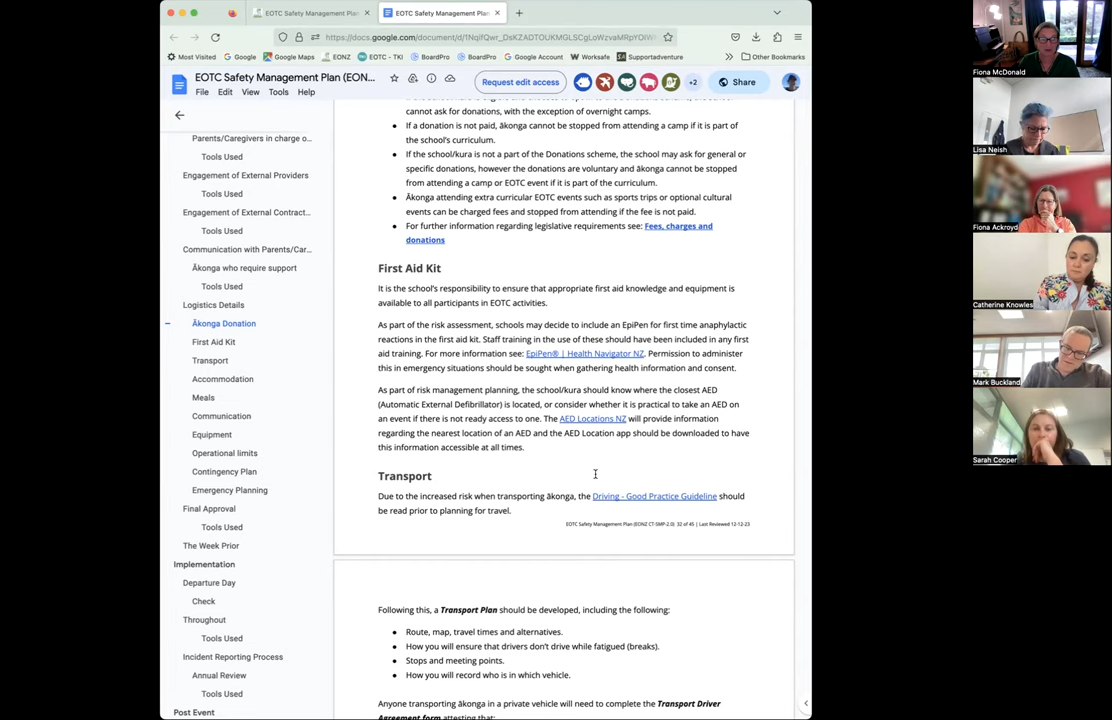 EOTC Safety Management Plan
EOTC Safety Management Plan
https://docs.google.com/document/d/
Most Visited
Google
Google Maps
EONZ
EOTC - TKI
BoardPro
BoardPro
Google Account
Worksafe
Supportadventure
Other Bookmarks
EOTC Safety Management Plan (EON...
File Edit View Tools Help
Request edit access
+2
Share
Parents/Caregivers in charge o...
Tools Used
Engagement of External Providers
Tools Used
Engagement of External Contract...
Tools Used
Communication with Parents/Car...
Ākonga who require support
Tools Used
Logistics Details
Ākonga Donation
First Aid Kit
Transport
Accommodation
Meals
Communication
Equipment
Operational limits
Contingency Plan
Emergency Planning
Final Approval
Tools Used
The Week Prior
Implementation
Departure Day
Check
Throughout
Tools Used
Incident Reporting Process
Annual Review
Tools Used
Post Event
cannot ask for donations, with the exception of overnight camps.
● If a donation is not paid, ākonga cannot be stopped from attending a camp if it is part of
the school's curriculum.
● If the school/kura is not a part of the Donations scheme, the school may ask for general or
specific donations, however the donations are voluntary and ākonga cannot be stopped
from attending a camp or EOTC event if it is part of the curriculum.
● Ākonga attending extra curricular EOTC events such as sports trips or optional cultural
events can be charged fees and stopped from attending if the fee is not paid.
● For further information regarding legislative requirements see: Fees, charges and
donations
First Aid Kit
It is the school's responsibility to ensure that appropriate first aid knowledge and equipment is
available to all participants in EOTC activities.
As part of the risk assessment, schools may decide to include an EpiPen for first time anaphylactic
reactions in the first aid kit. Staff training in the use of these should have been included in any first
aid training. For more information see: EpiPen® | Health Navigator NZ. Permission to administer
this in emergency situations should be sought when gathering health information and consent.
As part of risk management planning, the school/kura should know where the closest AED
(Automatic External Defibrillator) is located, or consider whether it is practical to take an AED on
an event if there is not ready access to one. The AED Locations NZ will provide information
regarding the nearest location of an AED and the AED Location app should be downloaded to have
this information accessible at all times.
Transport
Due to the increased risk when transporting ākonga, the Driving - Good Practice Guideline should
be read prior to planning for travel.
EOTC Safety Management Plan (EONZ CT-SMP-2.0) 32 of 45 | Last Reviewed 12-12-23
Following this, a Transport Plan should be developed, including the following:
● Route, map, travel times and alternatives.
● How you will ensure that drivers don't drive while fatigued (breaks).
● Stops and meeting points.
● How you will record who is in which vehicle.
Anyone transporting ākonga in a private vehicle will need to complete the Transport Driver
Agreement form attesting that:
Fiona McDonald
Lisa Neish
Fiona Ackroyd
Catherine Knowles
Mark Buckland
Sarah Cooper